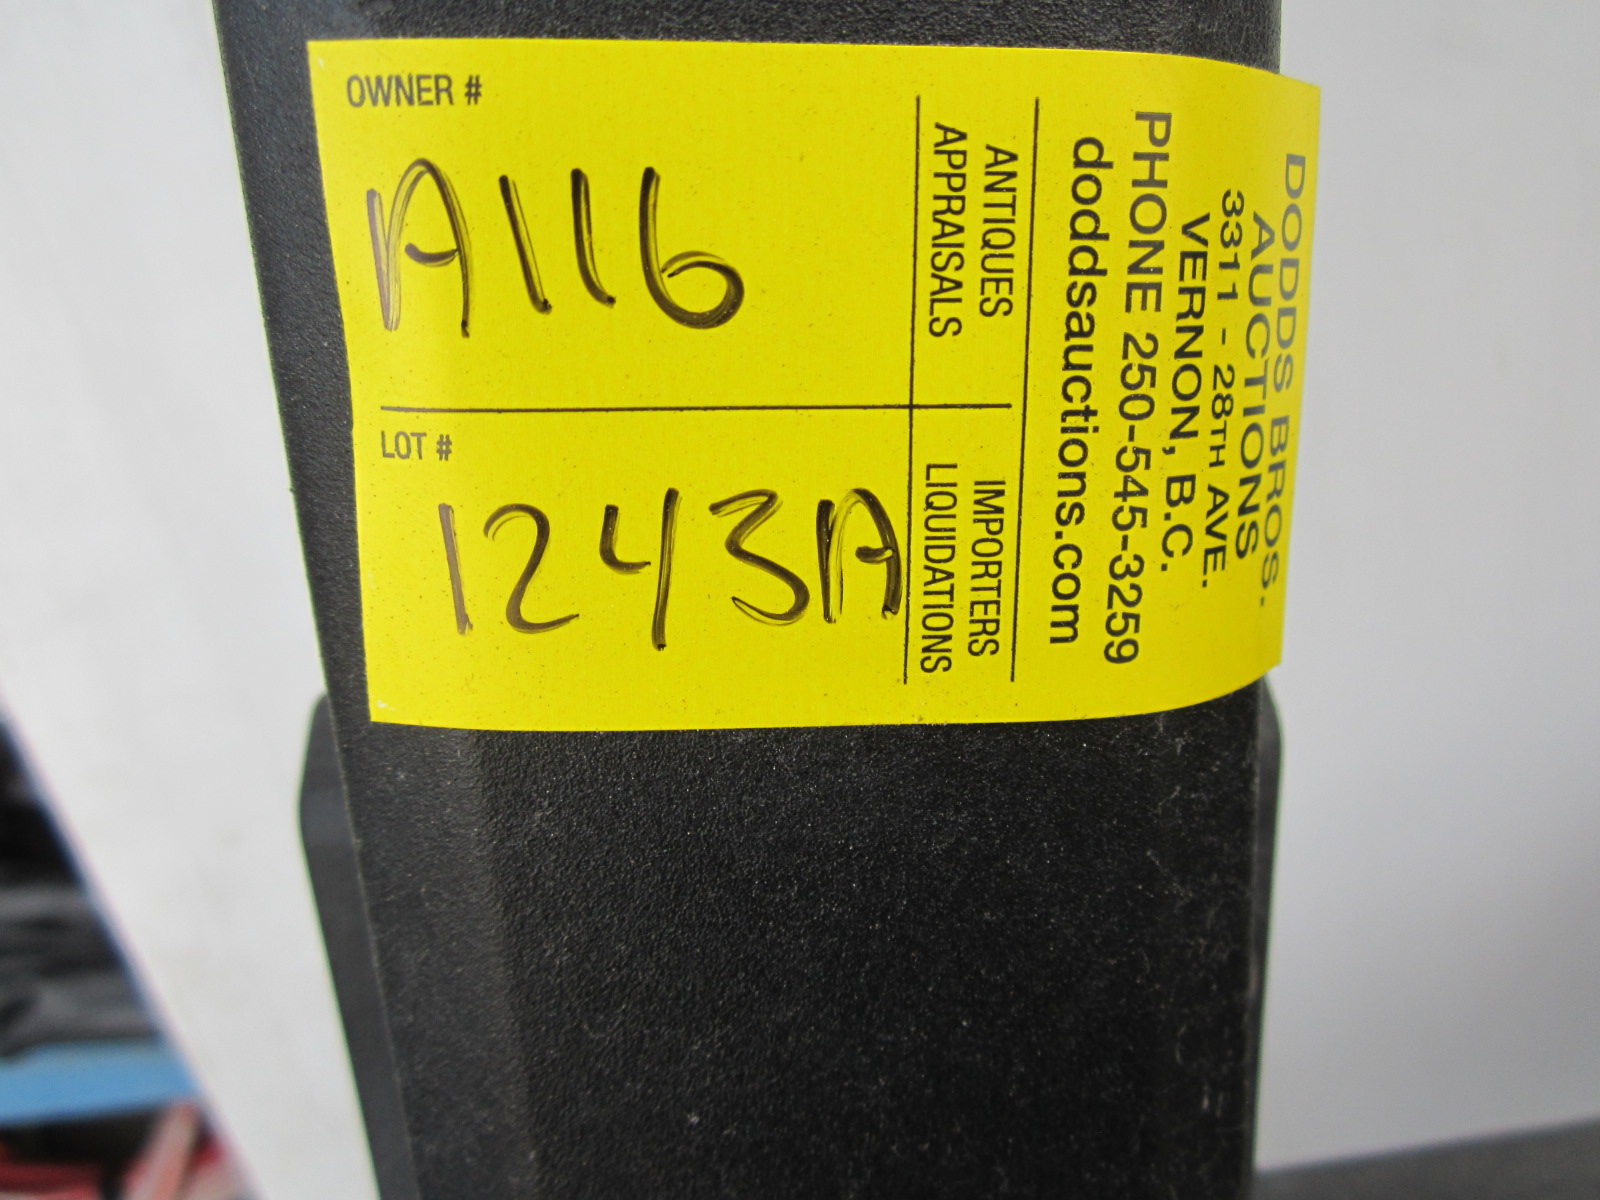 OWNER #
A116
LOT #
1243A
DODDS BROS.
AUCTIONS
3311 - 28TH AVE.
VERNON, B.C.
PHONE 250-545-3259
doddsauctions.com
ANTIQUES
APPRAISALS
IMPORTERS
LIQUIDATIONS